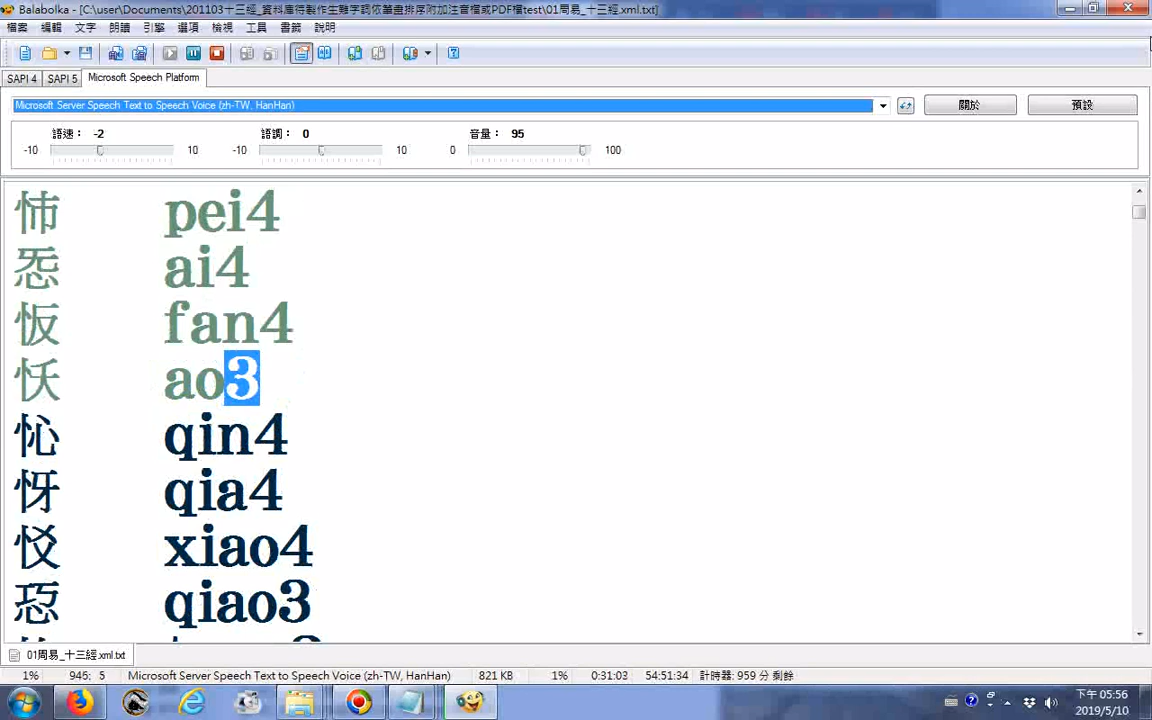 Balabolka - [C:\user\Documents\201103十三經_資料庫待製作生難字詞依筆畫排序附加注音檔或PDF檔test\01周易_十三經.xml.txt]
檔案 編輯 文字 朗讀 引擎 選項 檢視 工具 書籤 說明
SAPI 4 SAPI 5 Microsoft Speech Platform
Microsoft Server Speech Text to Speech Voice (zh-TW, HanHan) 關於 預設
語速： -2 語調： 0 音量： 95
-10 10 -10 10 0 100
怖 pei4
㤅 ai4
忮 fan4
㤇 ao3
㤈 qin4
㤉 qia4
㤊 xiao4
㤍 qiao3
01周易_十三經.xml.txt
1% 946: 5 Microsoft Server Speech Text to Speech Voice (zh-TW, HanHan) 821 KB 1% 0:31:03 54:51:34 計時器: 959 分 剩餘
下午 05:56
2019/5/10